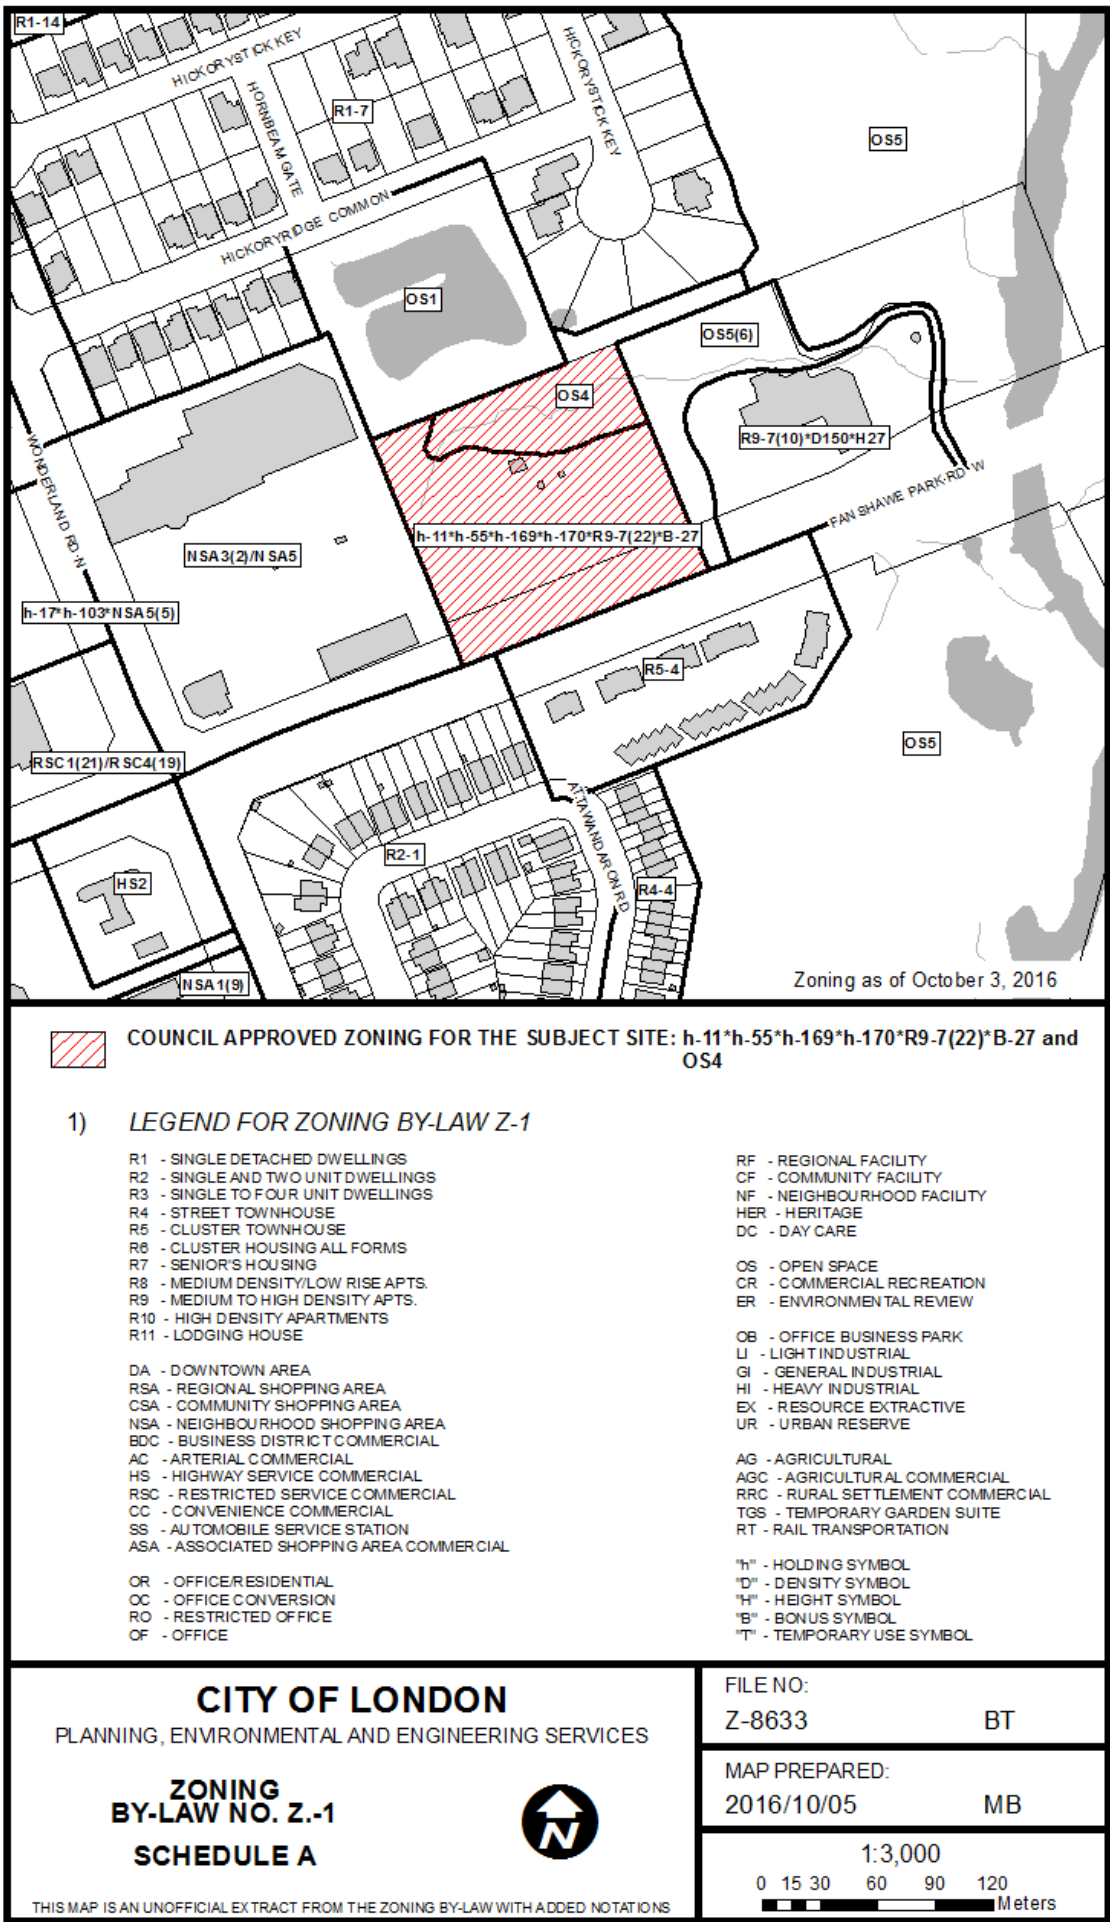 R1-14
HICKORYSTICK KEY
HICKORYSTICK KEY
HORNBEAM GATE
R1-7
OS5
HICKORYRIDGE COMMON
OS1
OS5(6)
OS4
R9-7(10)*D150*H27
WONDERLAND RD N
FANSHAWE PARK RD W
h-11*h-55*h-169*h-170*R9-7(22)*B-27
NSA3(2)/NSA5
h-17*h-103*NSA5(5)
R5-4
OS5
RSC1(21)/RSC4(19)
ATTAWANDARON RD
R2-1
HS2
R4-4
NSA1(9)
Zoning as of October 3, 2016
COUNCIL APPROVED ZONING FOR THE SUBJECT SITE: h-11*h-55*h-169*h-170*R9-7(22)*B-27 and
OS4
1) LEGEND FOR ZONING BY-LAW Z-1
R1 - SINGLE DETACHED DWELLINGS
R2 - SINGLE AND TWO UNIT DWELLINGS
R3 - SINGLE TO FOUR UNIT DWELLINGS
R4 - STREET TOWNHOUSE
R5 - CLUSTER TOWNHOUSE
R6 - CLUSTER HOUSING ALL FORMS
R7 - SENIOR'S HOUSING
R8 - MEDIUM DENSITY/LOW RISE APTS.
R9 - MEDIUM TO HIGH DENSITY APTS.
R10 - HIGH DENSITY APARTMENTS
R11 - LODGING HOUSE
DA - DOWNTOWN AREA
RSA - REGIONAL SHOPPING AREA
CSA - COMMUNITY SHOPPING AREA
NSA - NEIGHBOURHOOD SHOPPING AREA
BDC - BUSINESS DISTRICT COMMERCIAL
AC - ARTERIAL COMMERCIAL
HS - HIGHWAY SERVICE COMMERCIAL
RSC - RESTRICTED SERVICE COMMERCIAL
CC - CONVENIENCE COMMERCIAL
SS - AUTOMOBILE SERVICE STATION
ASA - ASSOCIATED SHOPPING AREA COMMERCIAL
OR - OFFICE/RESIDENTIAL
OC - OFFICE CONVERSION
RO - RESTRICTED OFFICE
OF - OFFICE
RF - REGIONAL FACILITY
CF - COMMUNITY FACILITY
NF - NEIGHBOURHOOD FACILITY
HER - HERITAGE
DC - DAY CARE
OS - OPEN SPACE
CR - COMMERCIAL RECREATION
ER - ENVIRONMENTAL REVIEW
OB - OFFICE BUSINESS PARK
LI - LIGHT INDUSTRIAL
GI - GENERAL INDUSTRIAL
HI - HEAVY INDUSTRIAL
EX - RESOURCE EXTRACTIVE
UR - URBAN RESERVE
AG - AGRICULTURAL
AGC - AGRICULTURAL COMMERCIAL
RRC - RURAL SETTLEMENT COMMERCIAL
TGS - TEMPORARY GARDEN SUITE
RT - RAIL TRANSPORTATION
"h" - HOLDING SYMBOL
"D" - DENSITY SYMBOL
"H" - HEIGHT SYMBOL
"B" - BONUS SYMBOL
"T" - TEMPORARY USE SYMBOL
CITY OF LONDON
PLANNING, ENVIRONMENTAL AND ENGINEERING SERVICES
ZONING
BY-LAW NO. Z.-1
SCHEDULE A
N
THIS MAP IS AN UNOFFICIAL EXTRACT FROM THE ZONING BY-LAW WITH ADDED NOTATIONS
FILE NO:
Z-8633 BT
MAP PREPARED:
2016/10/05 MB
1:3,000
0 15 30 60 90 120
Meters